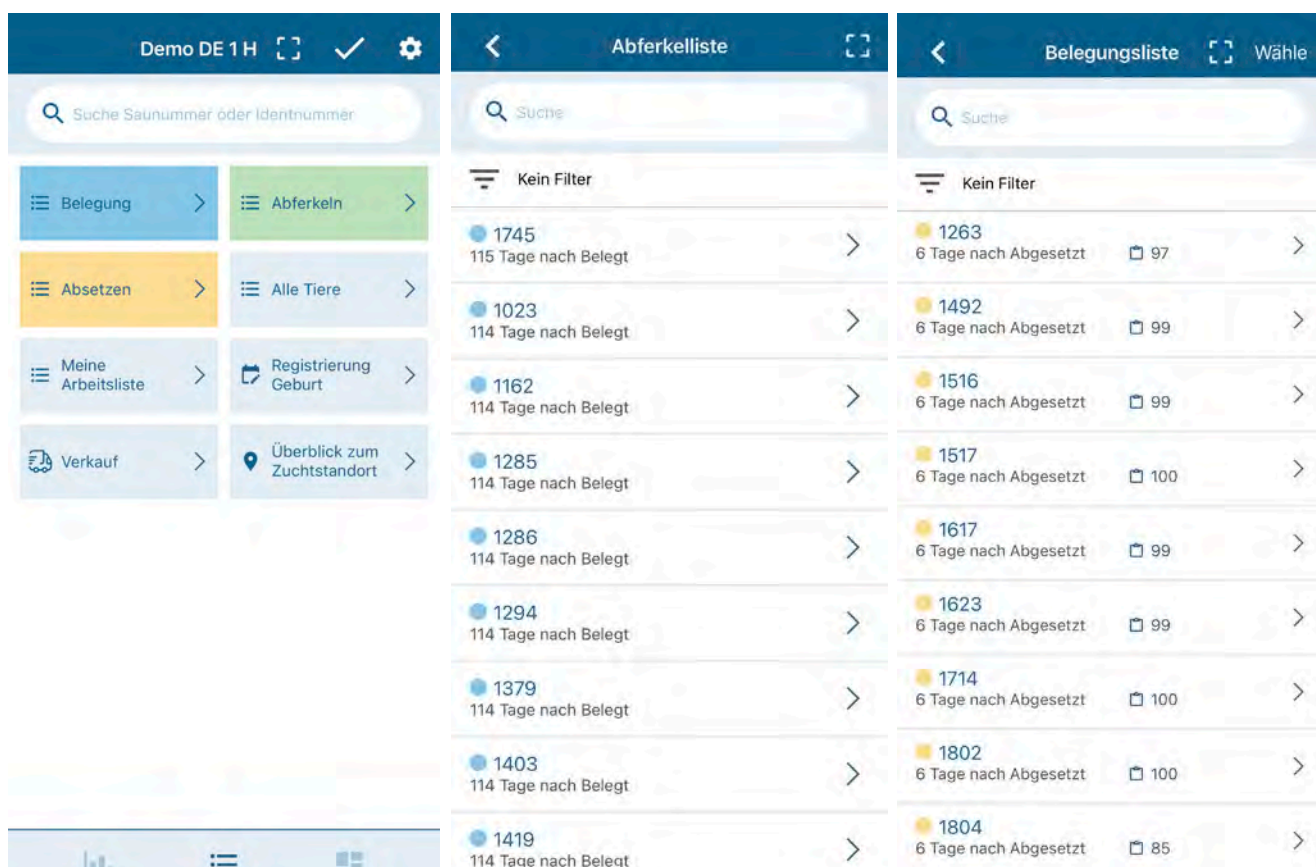 Demo DE 1 H
Suche Saunummer oder Identnummer
Belegung
Abferkeln
Absetzen
Alle Tiere
Meine
Arbeitsliste
Registrierung
Geburt
Verkauf
Überblick zum
Zuchtstandort
Abferkelliste
Suche
Kein Filter
1745
115 Tage nach Belegt
1023
114 Tage nach Belegt
1162
114 Tage nach Belegt
1285
114 Tage nach Belegt
1286
114 Tage nach Belegt
1294
114 Tage nach Belegt
1379
114 Tage nach Belegt
1403
114 Tage nach Belegt
1419
114 Tage nach Belegt
Belegungsliste Wähle
Suche
Kein Filter
1263
6 Tage nach Abgesetzt 97
1492
6 Tage nach Abgesetzt 99
1516
6 Tage nach Abgesetzt 99
1517
6 Tage nach Abgesetzt 100
1617
6 Tage nach Abgesetzt 99
1623
6 Tage nach Abgesetzt 99
1714
6 Tage nach Abgesetzt 100
1802
6 Tage nach Abgesetzt 100
1804
6 Tage nach Abgesetzt 85